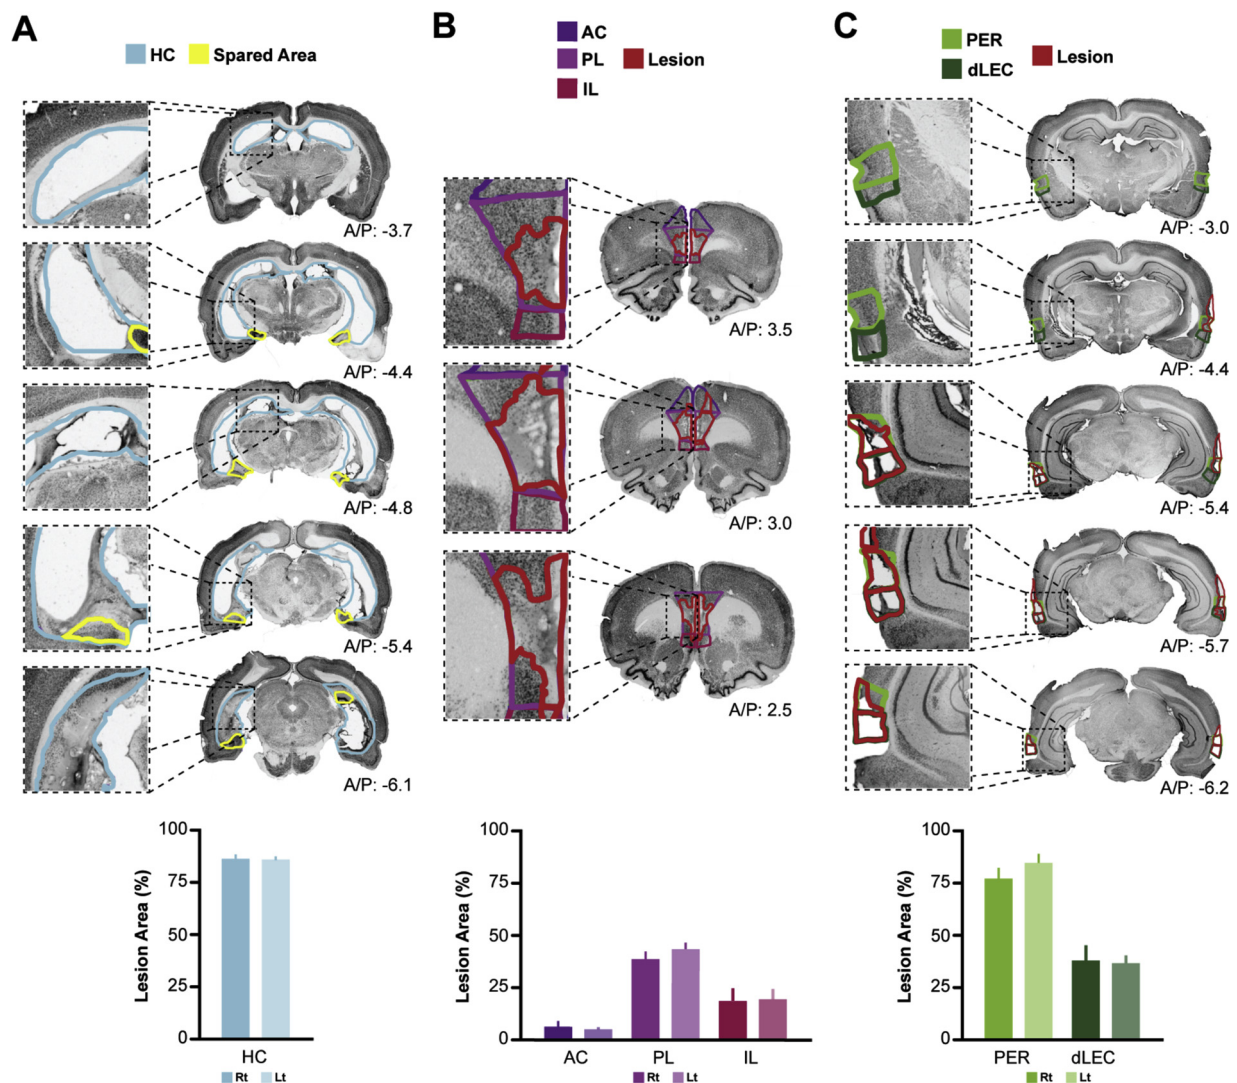 A
HC Spared Area
A/P: -3.7
A/P: -4.4
A/P: -4.8
A/P: -5.4
A/P: -6.1
100
75
50
25
0
Lesion Area (%)
HC
Rt Lt
B
AC
PL Lesion
IL
A/P: 3.5
A/P: 3.0
A/P: 2.5
100
75
50
25
0
Lesion Area (%)
AC PL IL
Rt Lt
C
PER
dLEC
Lesion
A/P: -3.0
A/P: -4.4
A/P: -5.4
A/P: -5.7
A/P: -6.2
100
75
50
25
0
Lesion Area (%)
PER dLEC
Rt Lt